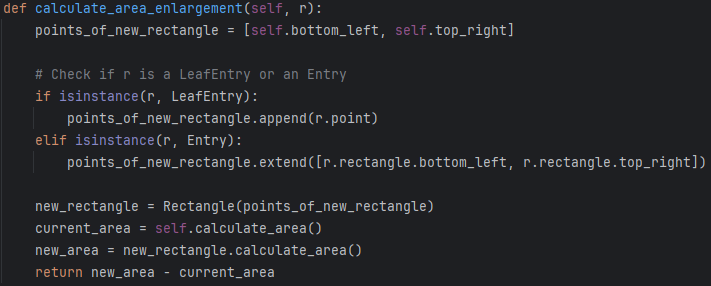 def calculate_area_enlargement(self, r):
    points_of_new_rectangle = [self.bottom_left, self.top_right]

    # Check if r is a LeafEntry or an Entry
    if isinstance(r, LeafEntry):
        points_of_new_rectangle.append(r.point)
    elif isinstance(r, Entry):
        points_of_new_rectangle.extend([r.rectangle.bottom_left, r.rectangle.top_right])

    new_rectangle = Rectangle(points_of_new_rectangle)
    current_area = self.calculate_area()
    new_area = new_rectangle.calculate_area()
    return new_area - current_area